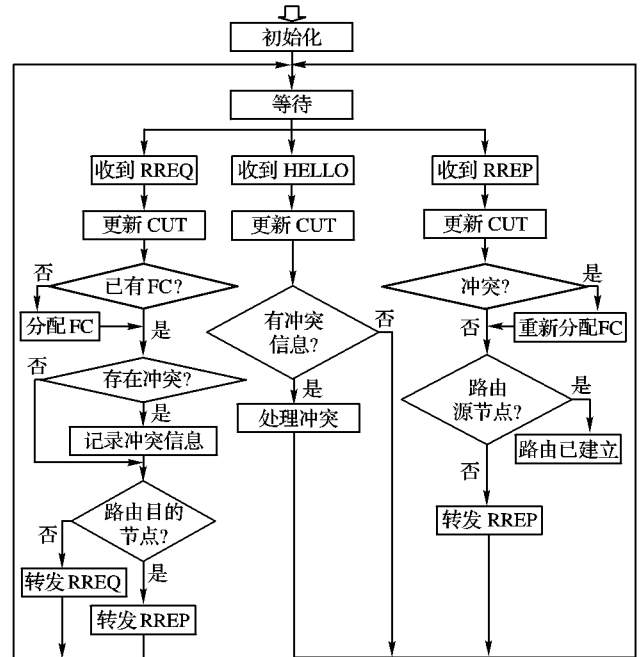 初始化
等待
收到 RREQ
收到 HELLO
收到 RREP
更新 CUT
更新 CUT
更新 CUT
否
已有 FC?
分配 FC
是
有冲突
信息?
否
是
处理冲突
冲突?
是
否
重新分配FC
否
存在冲突?
是
记录冲突信息
路由
源节点?
是
路由已建立
否
转发 RREP
路由目的
节点?
否
转发 RREQ
是
转发 RREP